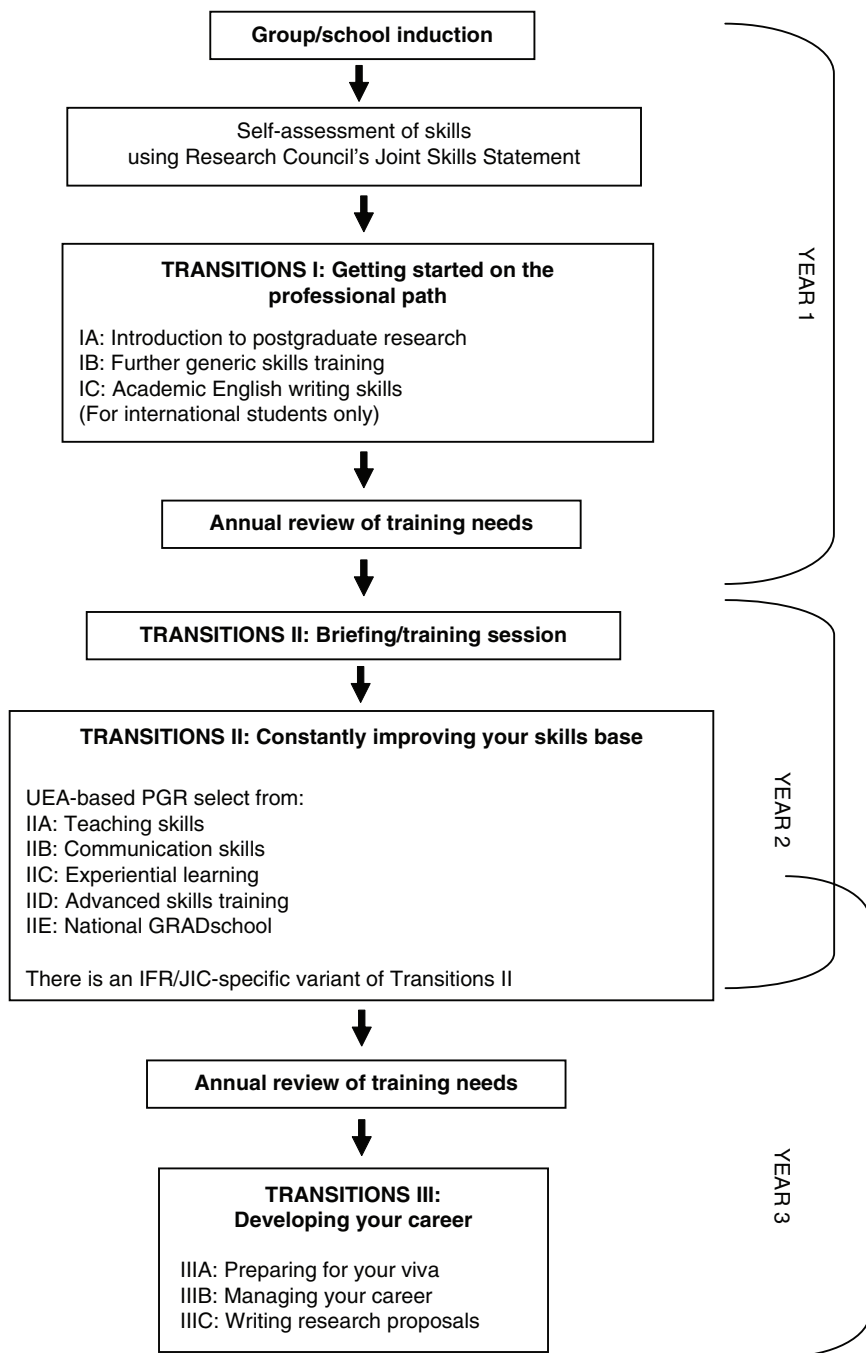 Group/school induction
Self-assessment of skills
using Research Council's Joint Skills Statement
TRANSITIONS I: Getting started on the
professional path
IA: Introduction to postgraduate research
IB: Further generic skills training
IC: Academic English writing skills
(For international students only)
Annual review of training needs
YEAR 1
TRANSITIONS II: Briefing/training session
TRANSITIONS II: Constantly improving your skills base
UEA-based PGR select from:
IIA: Teaching skills
IIB: Communication skills
IIC: Experiential learning
IID: Advanced skills training
IIE: National GRADschool
There is an IFR/JIC-specific variant of Transitions II
YEAR 2
Annual review of training needs
TRANSITIONS III:
Developing your career
IIIA: Preparing for your viva
IIIB: Managing your career
IIIC: Writing research proposals
YEAR 3